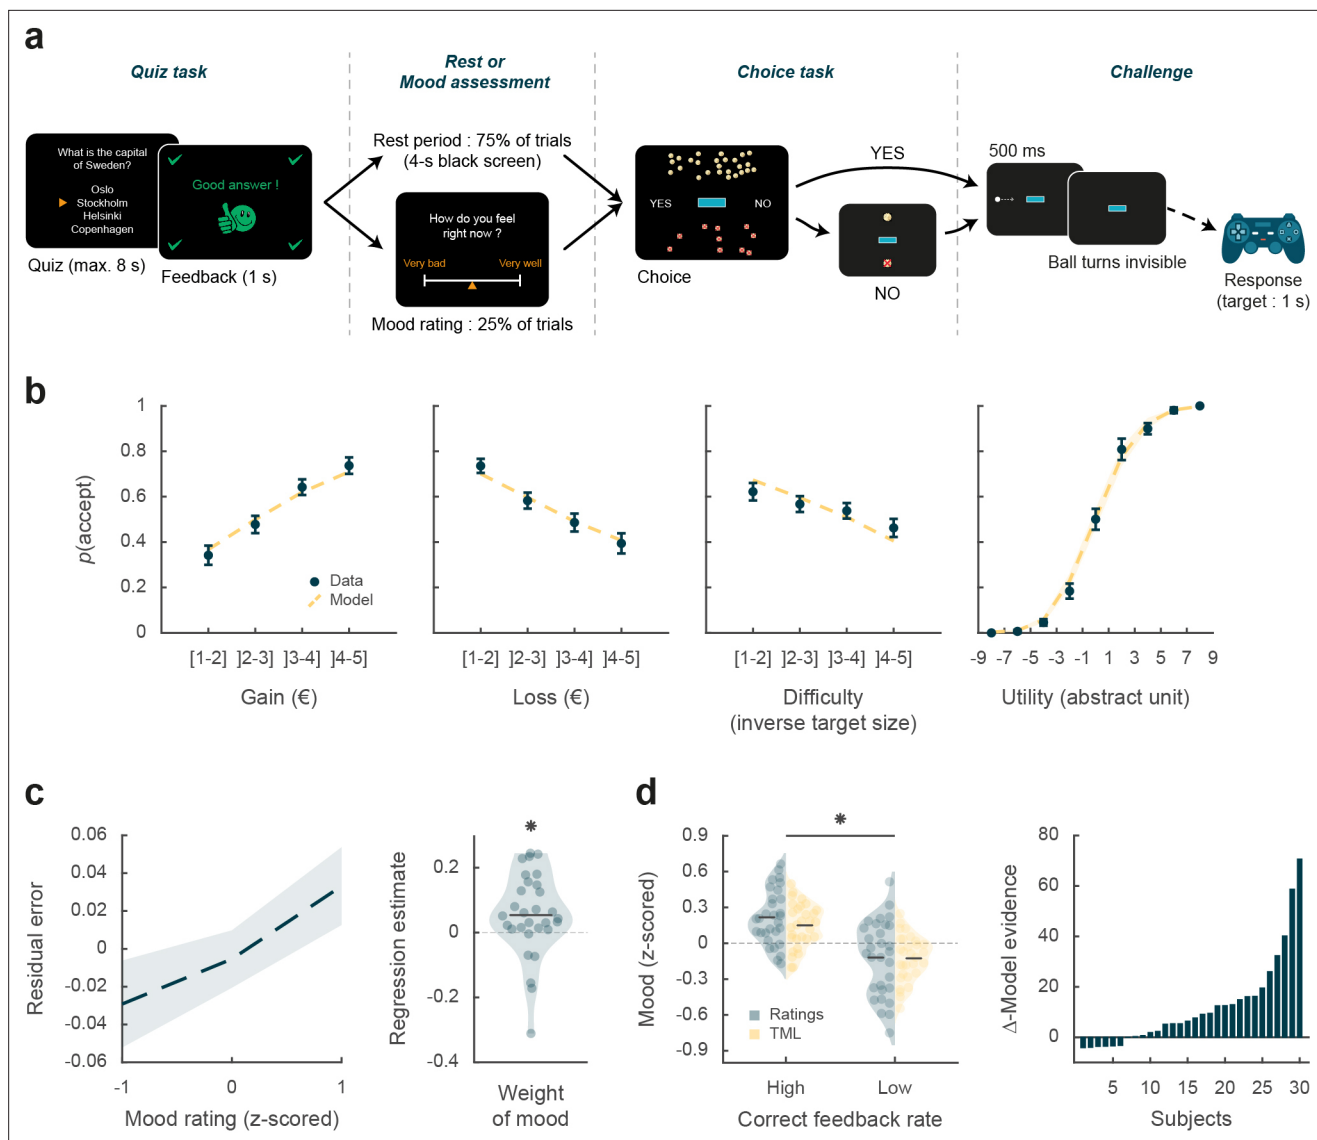 a
Quiz task
Rest or
Mood assessment
Choice task
Challenge
What is the capital
of Sweden?
Oslo
Stockholm
Helsinki
Copenhagen
Good answer !
Quiz (max. 8 s)
Feedback (1 s)
Rest period : 75% of trials
(4-s black screen)
How do you feel
right now ?
Very bad
Very well
Mood rating : 25% of trials
YES
NO
Choice
YES
NO
500 ms
Ball turns invisible
Response
(target : 1 s)
b
p(accept)
1
0.8
0.6
0.4
0.2
0
Data
Model
[1-2] ]2-3] ]3-4] ]4-5]
Gain (€)
[1-2] ]2-3] ]3-4] ]4-5]
Loss (€)
[1-2] ]2-3] ]3-4] ]4-5]
Difficulty
(inverse target size)
-9 -7 -5 -3 -1 1 3 5 7 9
Utility (abstract unit)
c
Residual error
0.06
0.04
0.02
0
-0.02
-0.04
-0.06
-1 0 1
Mood rating (z-scored)
Regression estimate
*
0.2
0
-0.2
-0.4
Weight
of mood
d
Mood (z-scored)
*
0.9
0.6
0.3
0
-0.3
-0.6
-0.9
Ratings
TML
High Low
Correct feedback rate
Δ-Model evidence
80
60
40
20
0
5 10 15 20 25 30
Subjects